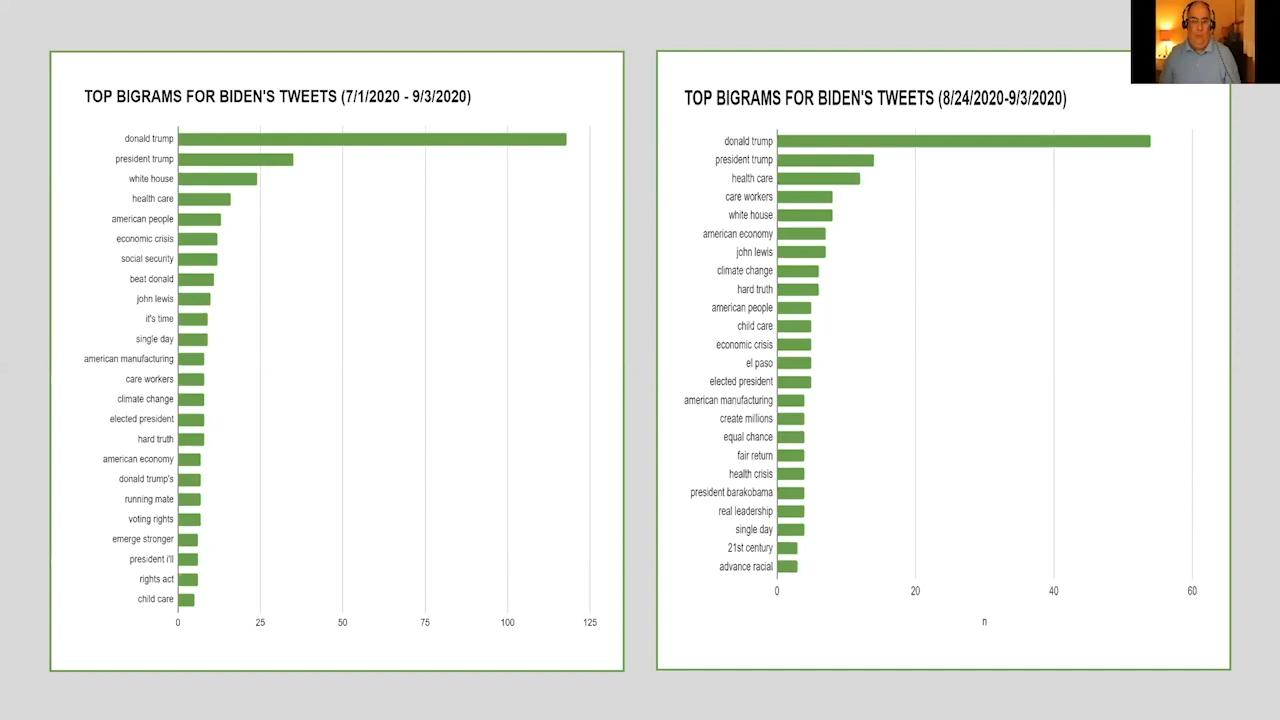 TOP BIGRAMS FOR BIDEN'S TWEETS (7/1/2020 - 9/3/2020)
donald trump
president trump
white house
health care
american people
economic crisis
social security
beat donald
john lewis
it's time
single day
american manufacturing
care workers
climate change
elected president
hard truth
american economy
donald trump's
running mate
voting rights
emerge stronger
president i'll
rights act
child care
0 25 50 75 100 125
TOP BIGRAMS FOR BIDEN'S TWEETS (8/24/2020-9/3/2020)
donald trump
president trump
health care
care workers
white house
american economy
john lewis
climate change
hard truth
american people
child care
economic crisis
el paso
elected president
american manufacturing
create millions
equal chance
fair return
health crisis
president barakobama
real leadership
single day
21st century
advance racial
0 20 40 60
n